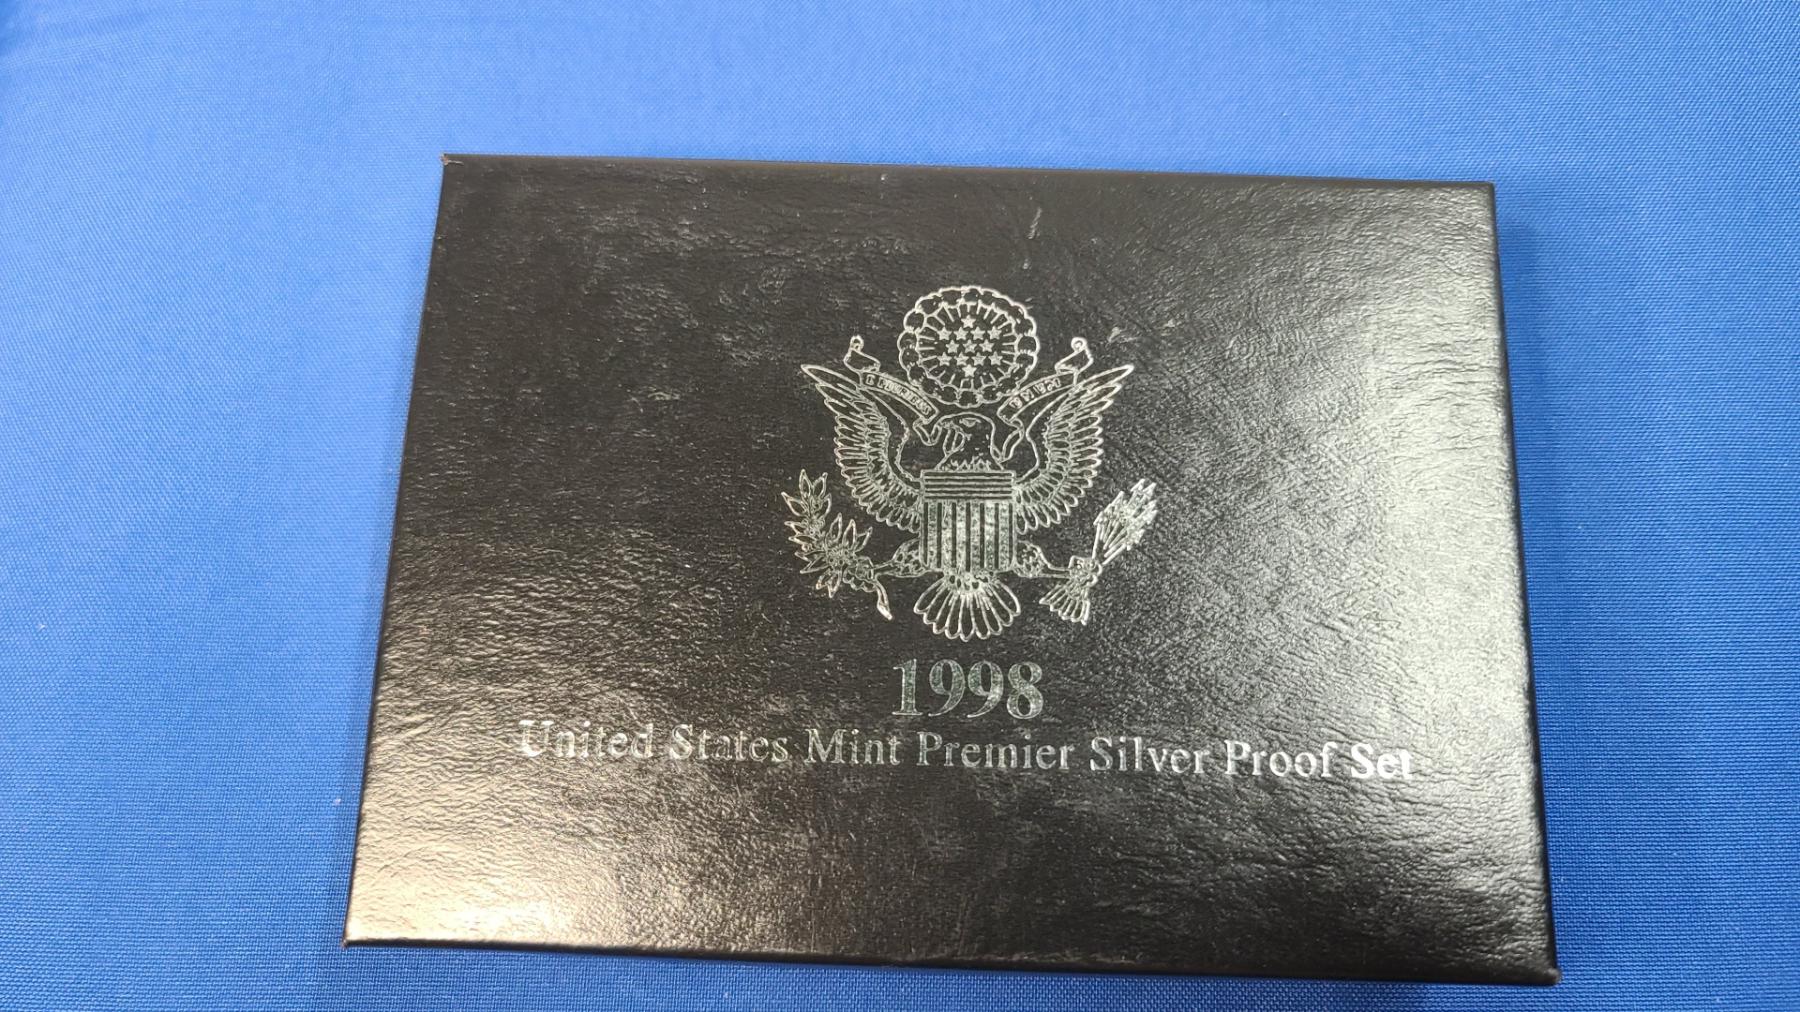 1998
United States Mint Premier Silver Proof Set